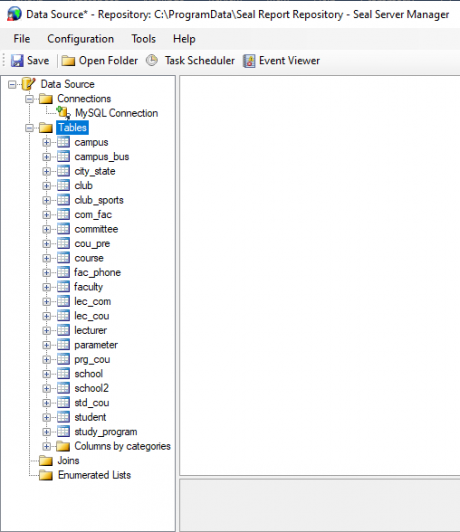 Data Source* - Repository: C:\ProgramData\Seal Report Repository - Seal Server Manager
File Configuration Tools Help
Save Open Folder Task Scheduler Event Viewer
Data Source
Connections
MySQL Connection
Tables
campus
campus_bus
city_state
club
club_sports
com_fac
committee
cou_pre
course
fac_phone
faculty
lec_com
lec_cou
lecturer
parameter
prg_cou
school
school2
std_cou
student
study_program
Columns by categories
Joins
Enumerated Lists